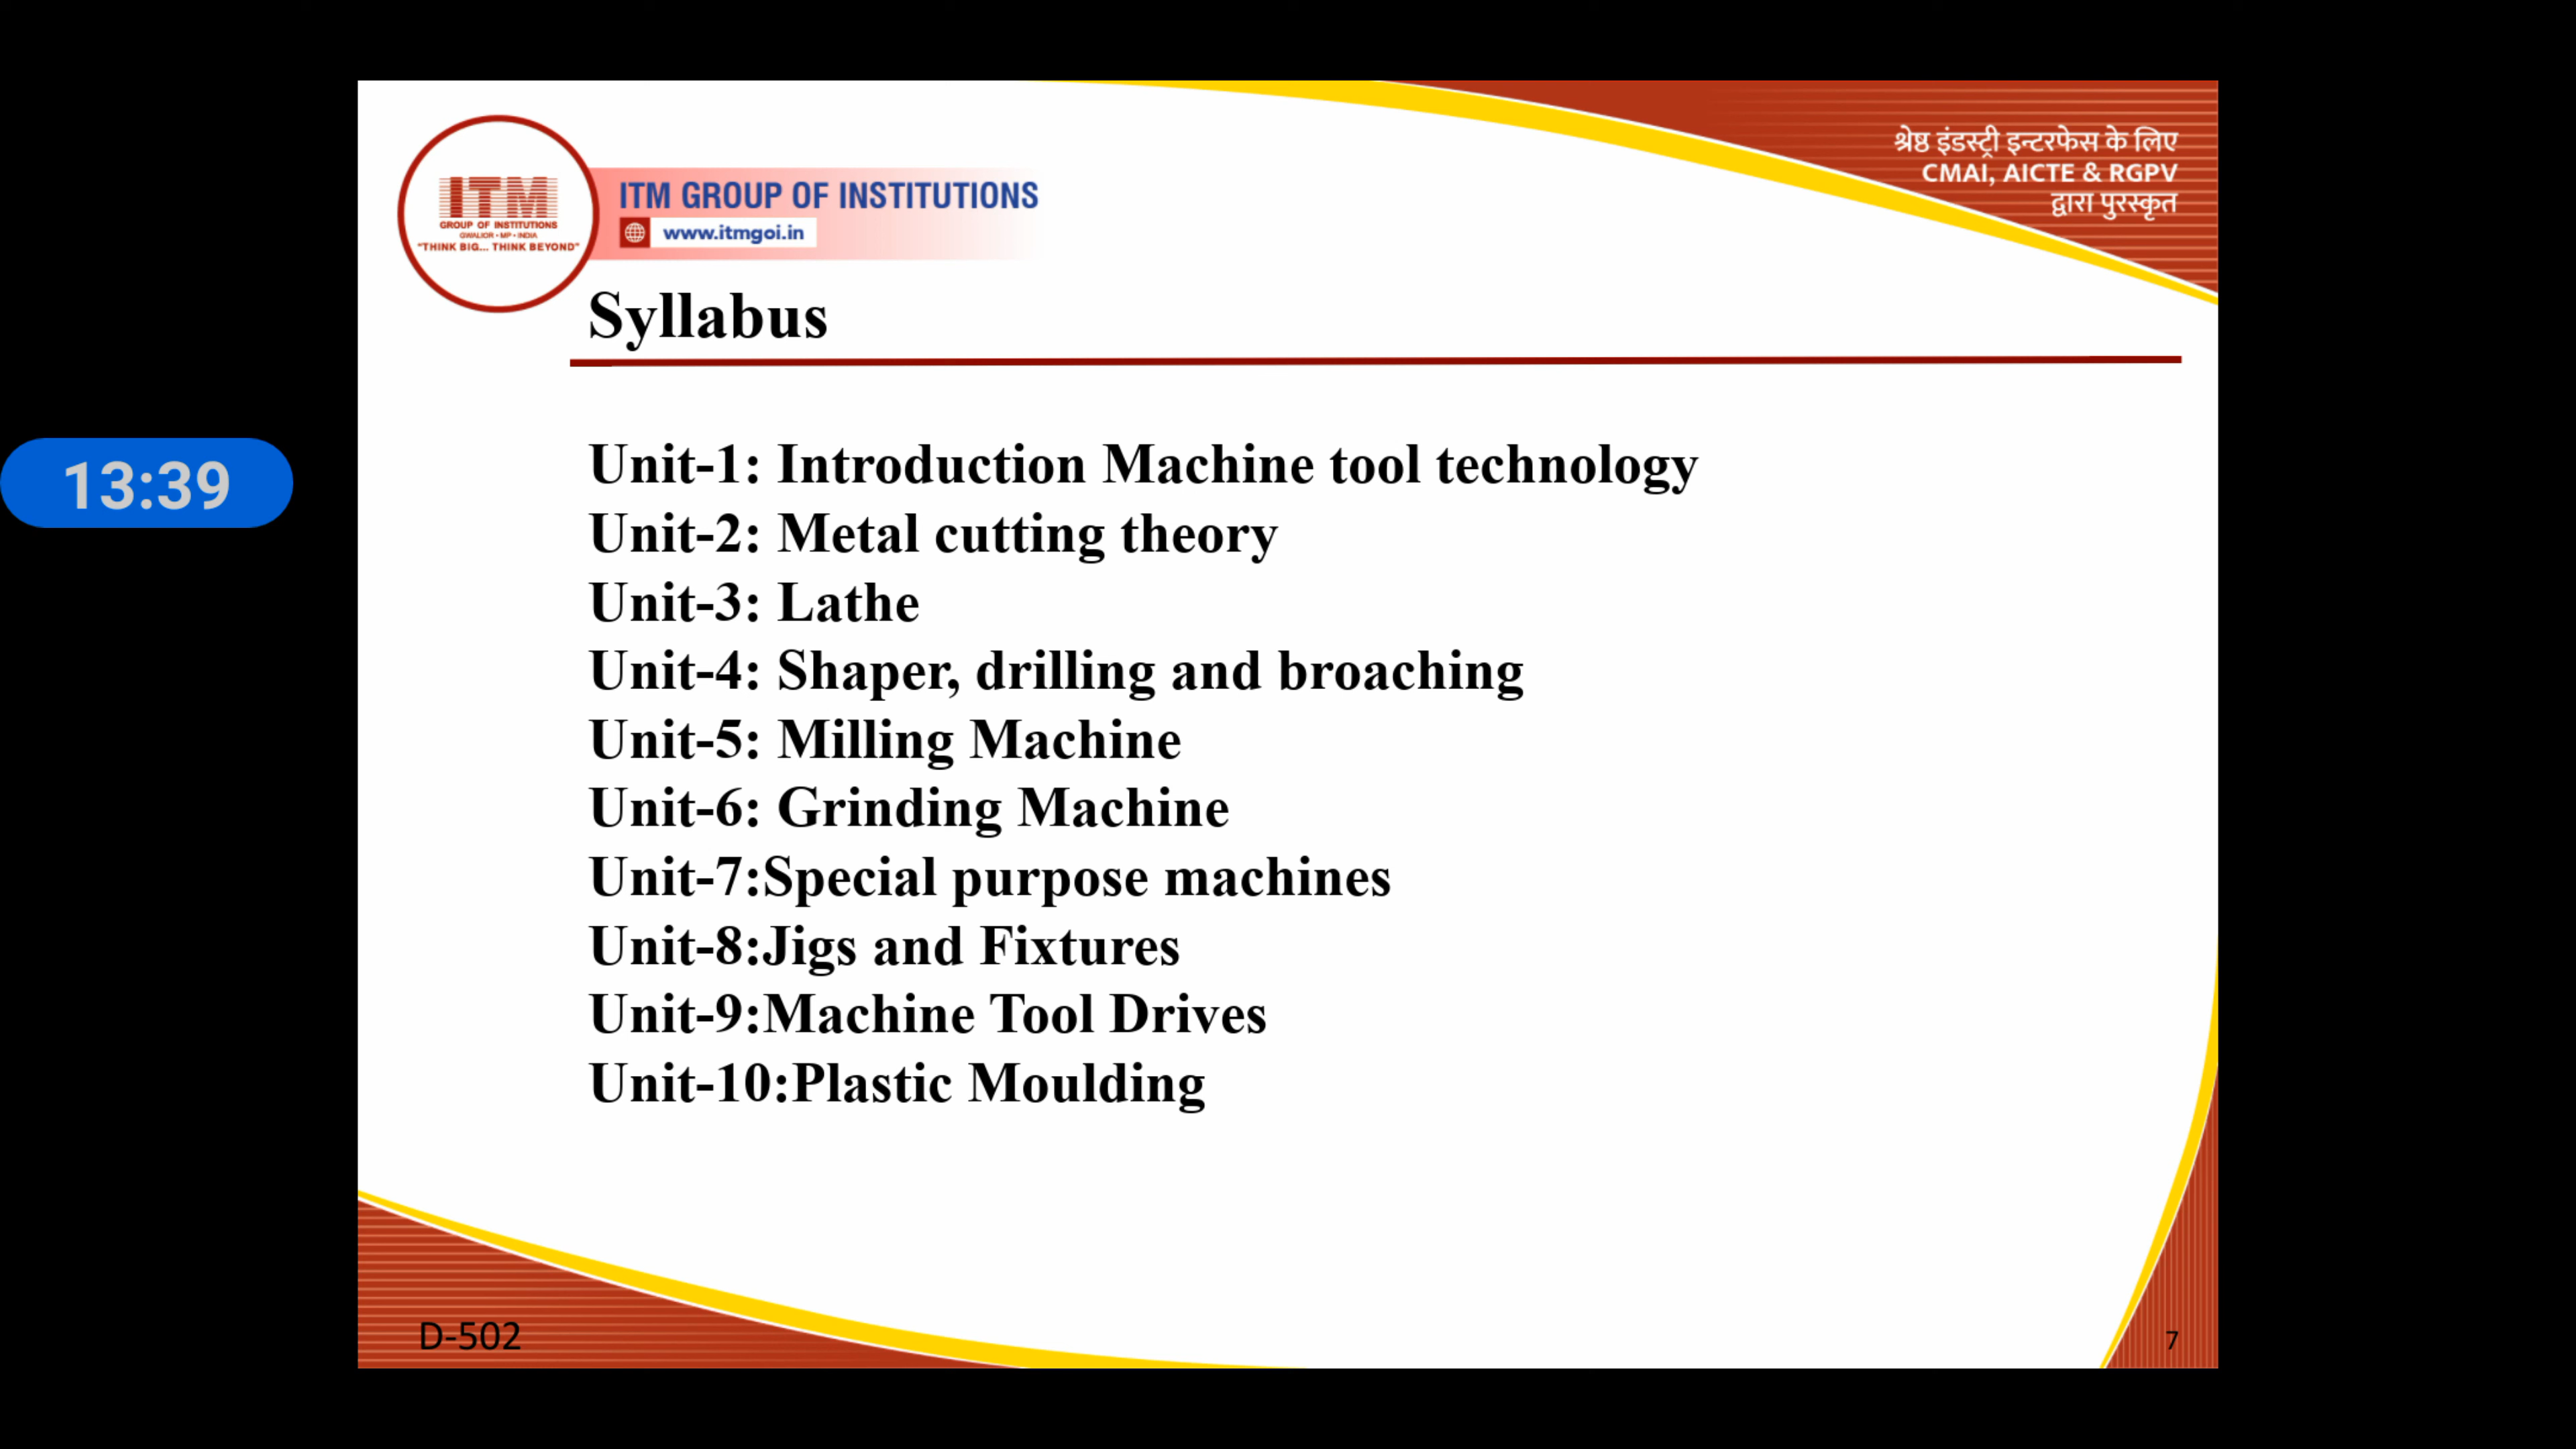 ITM
GROUP OF INSTITUTIONS
GWALIOR • MP • INDIA
"THINK BIG... THINK BEYOND"
ITM GROUP OF INSTITUTIONS
www.itmgoi.in
श्रेष्ठ इंडस्ट्री इन्टरफेस के लिए
CMAI, AICTE & RGPV
द्वारा पुरस्कृत
Syllabus
13:39
Unit-1: Introduction Machine tool technology
Unit-2: Metal cutting theory
Unit-3: Lathe
Unit-4: Shaper, drilling and broaching
Unit-5: Milling Machine
Unit-6: Grinding Machine
Unit-7:Special purpose machines
Unit-8:Jigs and Fixtures
Unit-9:Machine Tool Drives
Unit-10:Plastic Moulding
D-502
7